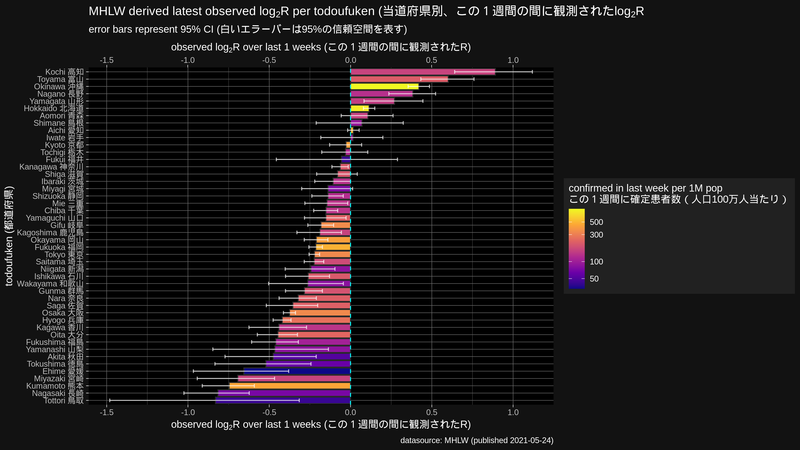 MHLW derived latest observed log₂R per todoufuken (当道府県別、この１週間の間に観測されたlog₂R
error bars represent 95% CI (白いエラーバーは95%の信頼空間を表す)
observed log₂R over last 1 weeks (この１週間の間に観測されたR)
-1.5 -1.0 -0.5 0.0 0.5 1.0
todoufuken (都道府県)
Kochi 高知
Toyama 富山
Okinawa 沖縄
Nagano 長野
Yamagata 山形
Hokkaido 北海道
Aomori 青森
Shimane 島根
Aichi 愛知
Iwate 岩手
Kyoto 京都
Tochigi 栃木
Fukui 福井
Kanagawa 神奈川
Shiga 滋賀
Ibaraki 茨城
Miyagi 宮城
Shizuoka 静岡
Mie 三重
Chiba 千葉
Yamaguchi 山口
Gifu 岐阜
Kagoshima 鹿児島
Okayama 岡山
Fukuoka 福岡
Tokyo 東京
Saitama 埼玉
Niigata 新潟
Ishikawa 石川
Wakayama 和歌山
Gunma 群馬
Nara 奈良
Saga 佐賀
Osaka 大阪
Hyogo 兵庫
Kagawa 香川
Oita 大分
Fukushima 福島
Yamanashi 山梨
Akita 秋田
Tokushima 徳島
Ehime 愛媛
Miyazaki 宮崎
Kumamoto 熊本
Nagasaki 長崎
Tottori 鳥取
-1.5 -1.0 -0.5 0.0 0.5 1.0
observed log₂R over last 1 weeks (この１週間の間に観測されたR)
confirmed in last week per 1M pop
この１週間に確定患者数（人口100万人当たり）
500
300
100
50
datasource: MHLW (published 2021-05-24)